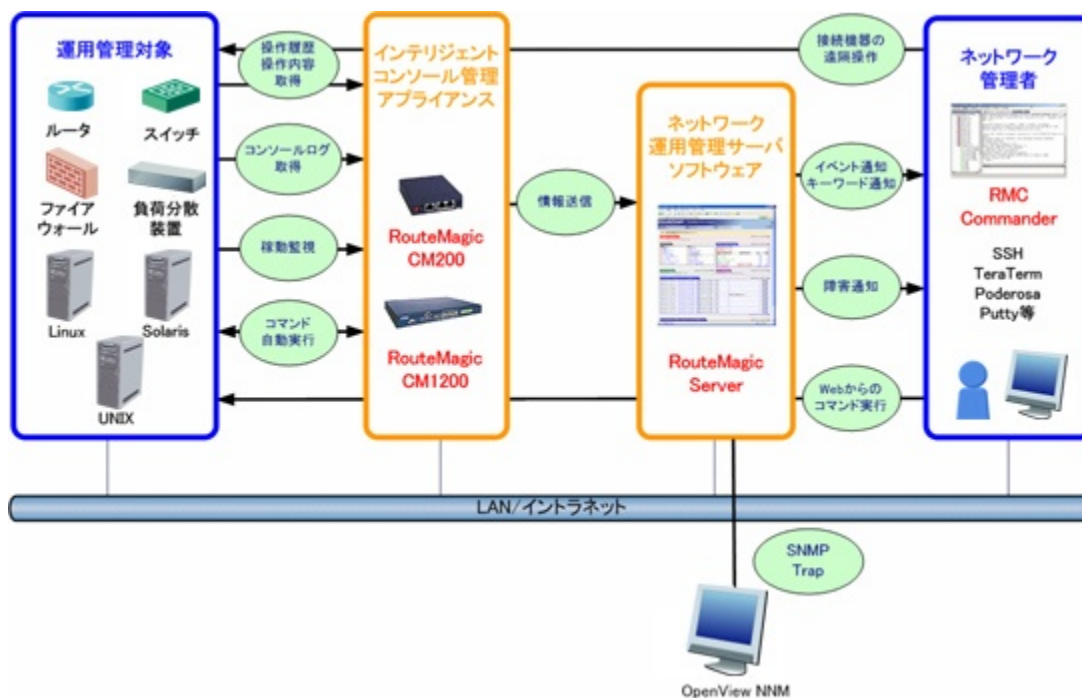 運用管理対象
ルータ
スイッチ
ファイア
ウォール
負荷分散
装置
Linux
Solaris
UNIX
操作履歴
操作内容
取得
コンソールログ
取得
稼動監視
コマンド
自動実行
インテリジェント
コンソール管理
アプライアンス
RouteMagic
CM200
RouteMagic
CM1200
情報送信
ネットワーク
運用管理サーバ
ソフトウェア
RouteMagic
Server
接続機器の
遠隔操作
イベント通知
キーワード通知
障害通知
Webからの
コマンド実行
ネットワーク
管理者
RMC
Commander
SSH
TeraTerm
Poderosa
Putty等
LAN/イントラネット
SNMP
Trap
OpenView NNM